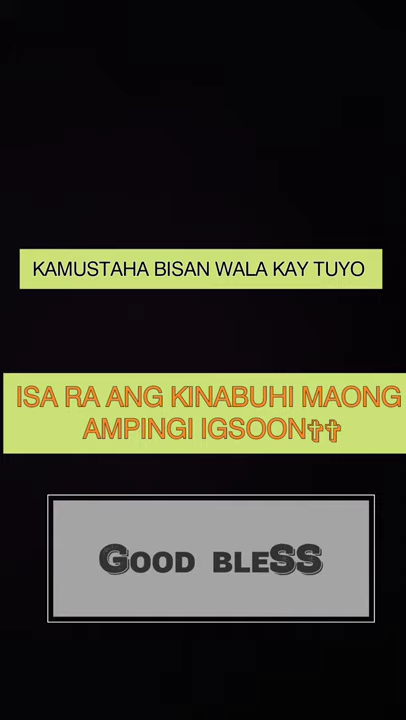 KAMUSTAHA BISAN WALA KAY TUYO
ISA RA ANG KINABUHI MAONG
AMPINGI IGSOON✞✞
GOOD BLESS